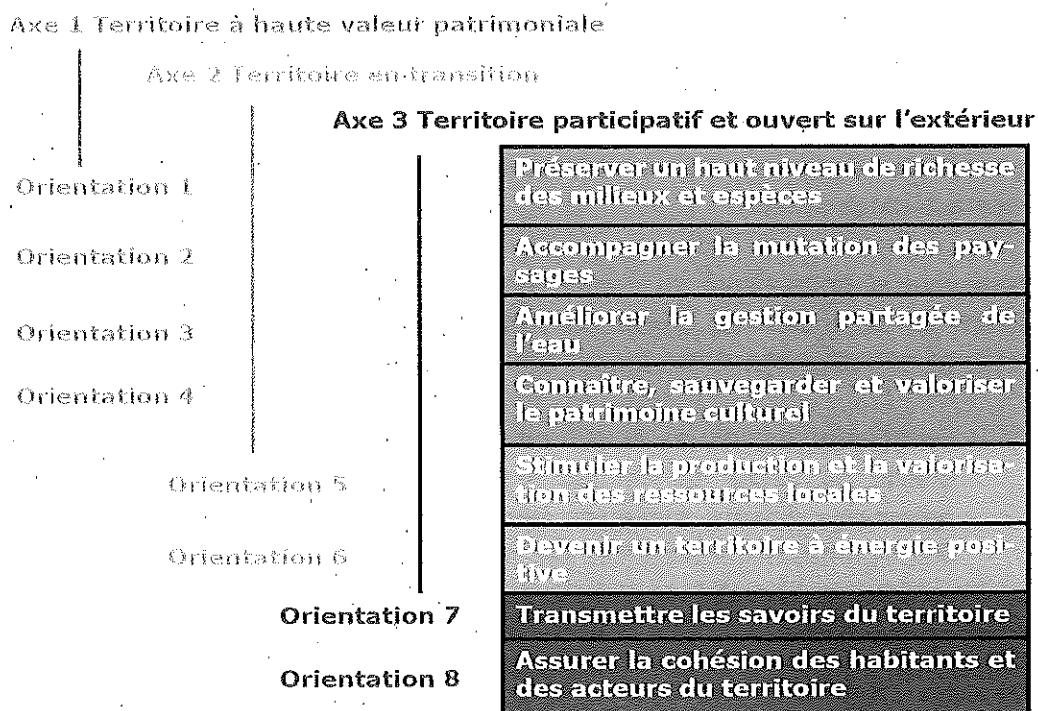 Axe 1 Territoire à haute valeur patrimoniale
Axe 2 Territoire en transition
Axe 3 Territoire participatif et ouvert sur l'extérieur
Orientation 1
Préserver un haut niveau de richesse
des milieux et espèces
Orientation 2
Accompagner la mutation des pay-
sages
Orientation 3
Améliorer la gestion partagée de
l'eau
Orientation 4
Connaître, sauvegarder et valoriser
le patrimoine culturel
Orientation 5
Stimuler la production et la valorisa-
tion des ressources locales
Orientation 6
Devenir un territoire à énergie posi-
tive
Orientation 7
Transmettre les savoirs du territoire
Orientation 8
Assurer la cohésion des habitants et
des acteurs du territoire